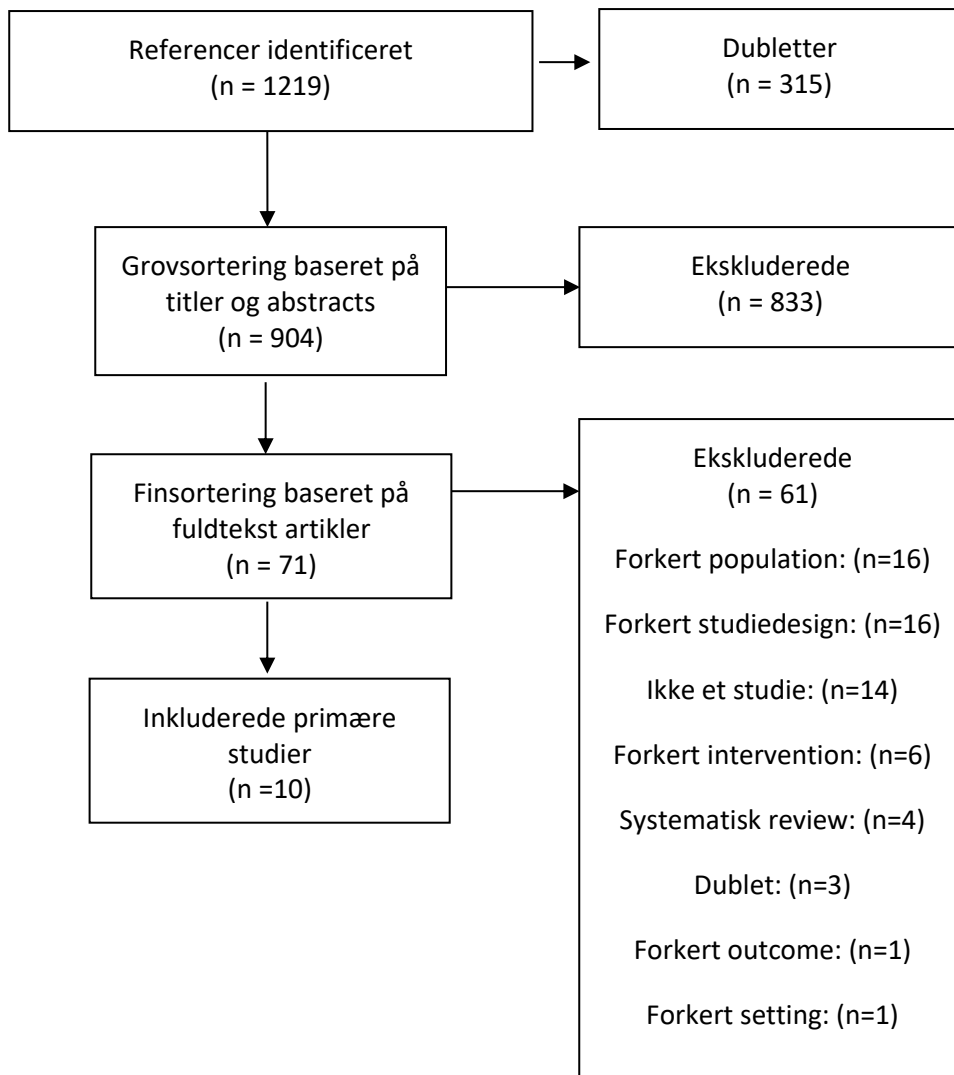 Referencer identificeret
(n = 1219)
Dubletter
(n = 315)
Grovsortering baseret på
titler og abstracts
(n = 904)
Ekskluderede
(n = 833)
Finsortering baseret på
fuldtekst artikler
(n = 71)
Ekskluderede
(n = 61)
Forkert population: (n=16)
Forkert studiedesign: (n=16)
Ikke et studie: (n=14)
Forkert intervention: (n=6)
Systematisk review: (n=4)
Dublet: (n=3)
Forkert outcome: (n=1)
Forkert setting: (n=1)
Inkluderede primære
studier
(n =10)